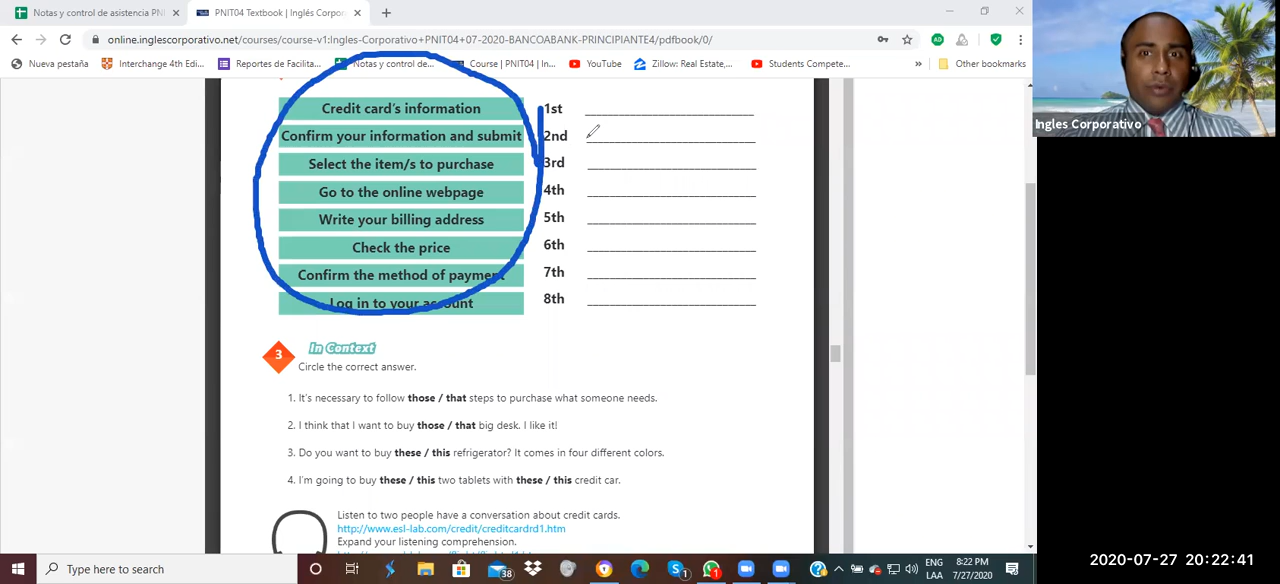 Notas y control de asistencia PNI
PNIT04 Textbook | Inglés Corpor
online.inglescorporativo.net/courses/course-v1:Ingles-Corporativo+PNIT04+07-2020-BANCOABANK-PRINCIPIANTE4/pdfbook/0/
Nueva pestaña
Interchange 4th Edi...
Reportes de Facilita...
Notas y control de...
Course | PNIT04 | In...
YouTube
Zillow: Real Estate,...
Students Compete...
»
Other bookmarks
Ingles Corporativo
Credit card's information
Confirm your information and submit
Select the item/s to purchase
Go to the online webpage
Write your billing address
Check the price
Confirm the method of payment
Log in to your account
1st
2nd
3rd
4th
5th
6th
7th
8th
3
In Context
Circle the correct answer.
1. It's necessary to follow those / that steps to purchase what someone needs.
2. I think that I want to buy those / that big desk. I like it!
3. Do you want to buy these / this refrigerator? It comes in four different colors.
4. I'm going to buy these / this two tablets with these / this credit car.
Listen to two people have a conversation about credit cards.
http://www.esl-lab.com/credit/creditcardrd1.htm
Expand your listening comprehension.
Type here to search
38
1
1
ENG
LAA
8:22 PM
7/27/2020
2020-07-27 20:22:41